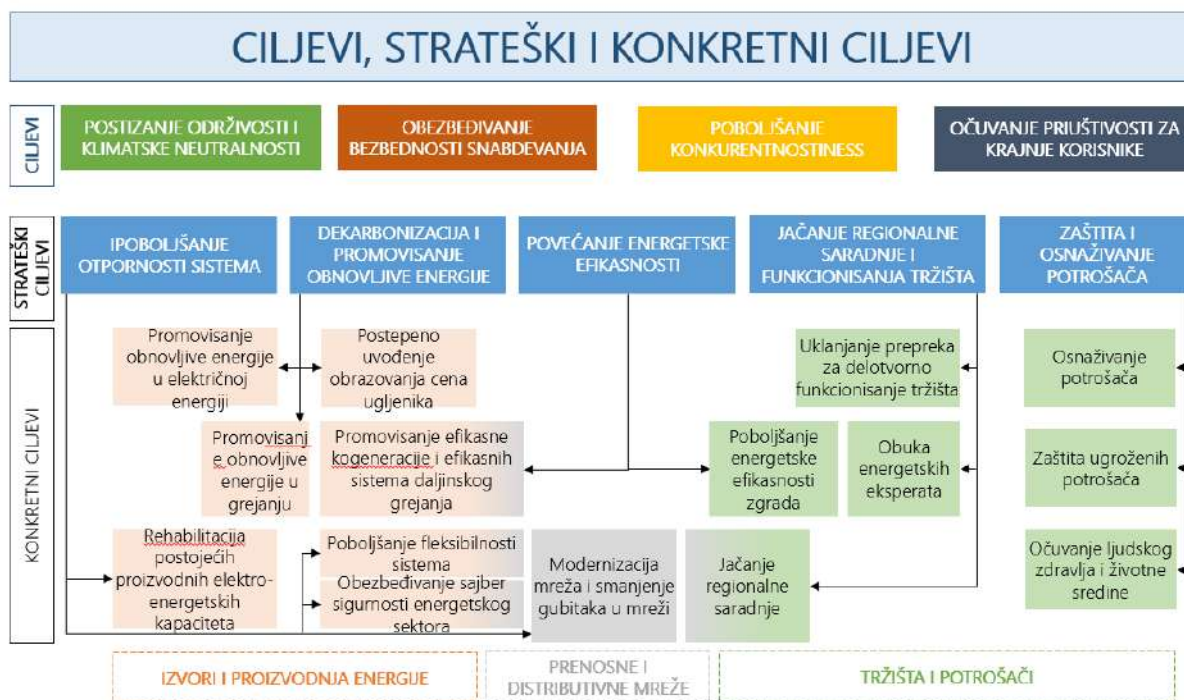 CILJEVI, STRATEŠKI I KONKRETNI CILJEVI
CILJEVI
POSTIZANJE ODRŽIVOSTI I
KLIMATSKE NEUTRALNOSTI
OBEZBEĐIVANJE
BEZBEDNOSTI SNABDEVANJA
POBOLJŠANJE
KONKURENTNOSTINESS
OČUVANJE PRIUŠTIVOSTI ZA
KRAJNJE KORISNIKE
STRATEŠKI
CILJEVI
IPOBOLJŠANJE
OTPORNOSTI SISTEMA
DEKARBONIZACIJA I
PROMOVISANJE
OBNOVLJIVE ENERGIJE
POVEĆANJE ENERGETSKE
EFIKASNOSTI
JAČANJE REGIONALNE
SARADNJE I
FUNKCIONISANJA TRŽIŠTA
ZAŠTITA I
OSNAŽIVANJE
POTROŠAČA
KONKRETNI CILJEVI
Promovisanje
obnovljive energije
u električnoj
energiji
Postepeno
uvođenje
obrazovanja cena
ugljenika
Uklanjanje prepreka
za delotvorno
funkcionisanje tržišta
Osnaživanje
potrošača
Promovisanj
e obnovljive
energije u
grejanju
Promovisanje efikasne
kogeneracije i efikasnih
sistema daljinskog
grejanja
Poboljšanje
energetske
efikasnosti
zgrada
Obuka
energetskih
eksperata
Zaštita ugroženih
potrošača
Rehabilitacija
postojećih
proizvodnih elektro-
energetskih
kapaciteta
Poboljšanje fleksibilnosti
sistema
Obezbeđivanje sajber
sigurnosti energetskog
sektora
Modernizacija
mreža i smanjenje
gubitaka u mreži
Jačanje
regionalne
saradnje
Očuvanje ljudskog
zdravlja i životne
sredine
IZVORI I PROIZVODNJA ENERGIJE
PRENOSNE I
DISTRIBUTIVNE MREŽE
TRŽIŠTA I POTROŠAČI